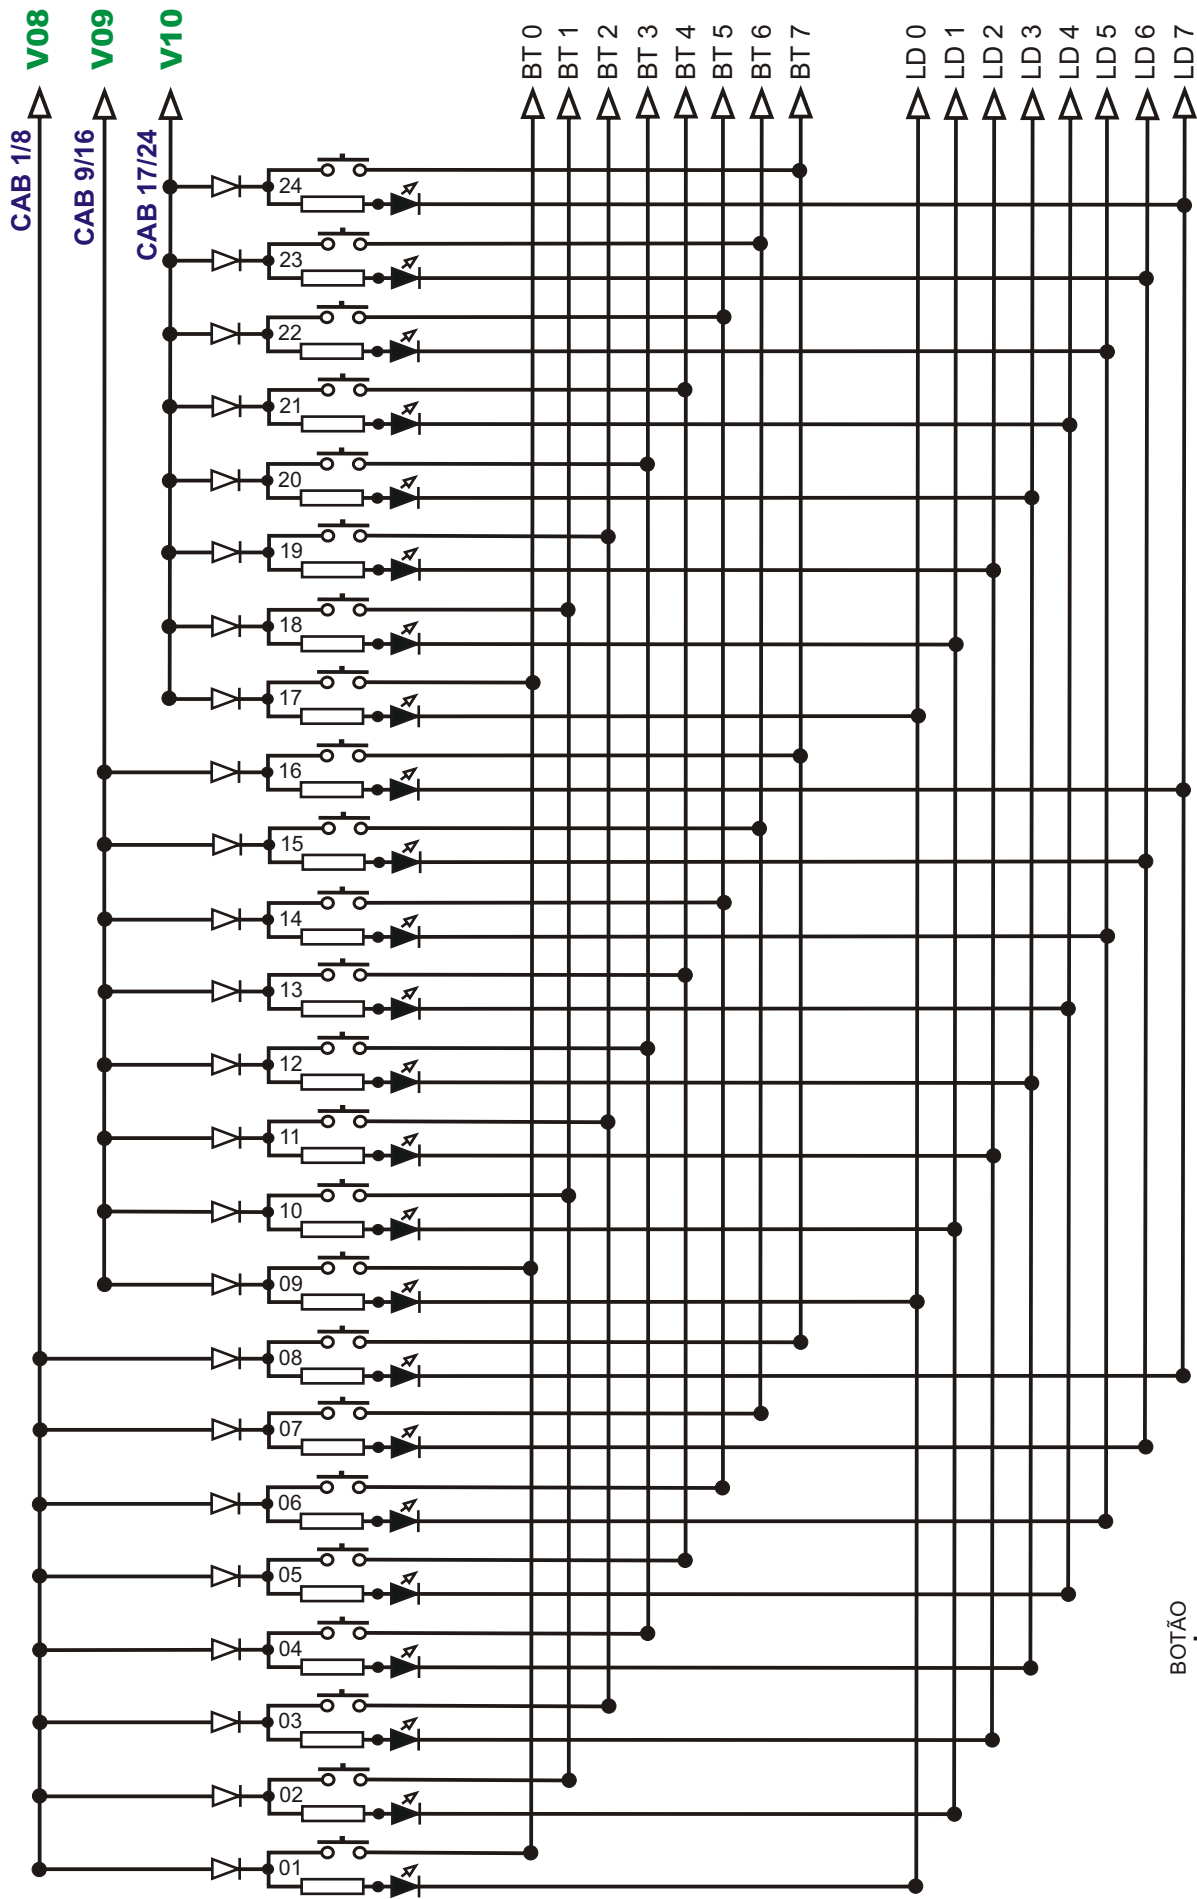 V08
V09
V10
CAB 1/8
CAB 9/16
CAB 17/24
BT 0
BT 1
BT 2
BT 3
BT 4
BT 5
BT 6
BT 7
LD 0
LD 1
LD 2
LD 3
LD 4
LD 5
LD 6
LD 7
24
23
22
21
20
19
18
17
16
15
14
13
12
11
10
09
08
07
06
05
04
03
02
01
BOTÃO